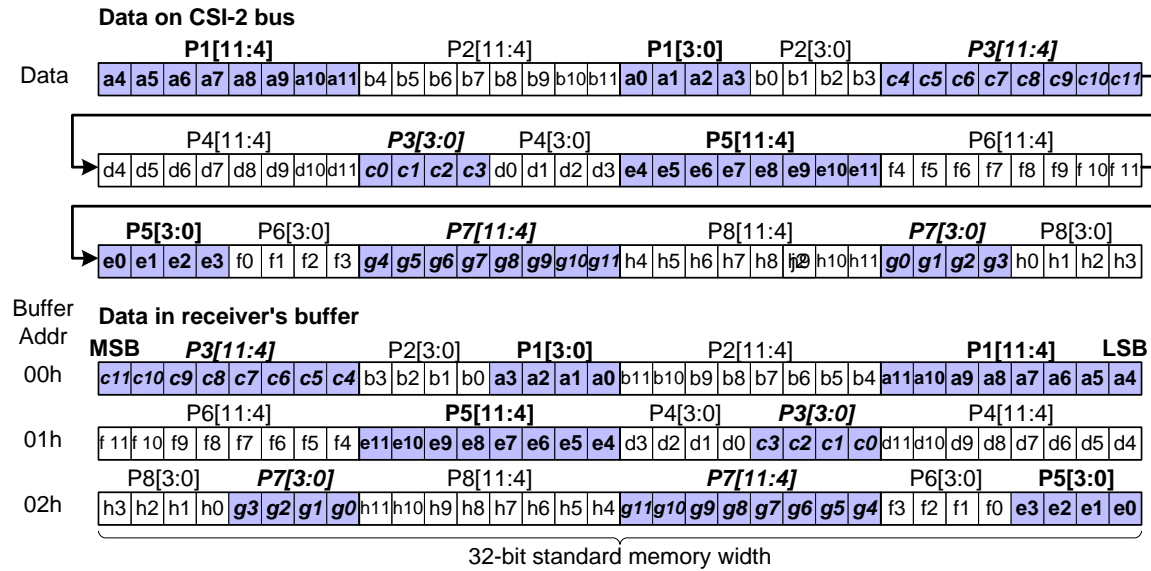 Data on CSI-2 bus
P1[11:4] P2[11:4] P1[3:0] P2[3:0] P3[11:4]
Data a4 a5 a6 a7 a8 a9 a10 a11 b4 b5 b6 b7 b8 b9 b10 b11 a0 a1 a2 a3 b0 b1 b2 b3 c4 c5 c6 c7 c8 c9 c10 c11
P4[11:4] P3[3:0] P4[3:0] P5[11:4] P6[11:4]
d4 d5 d6 d7 d8 d9 d10 d11 c0 c1 c2 c3 d0 d1 d2 d3 e4 e5 e6 e7 e8 e9 e10 e11 f4 f5 f6 f7 f8 f9 f 10 f 11
P5[3:0] P6[3:0] P7[11:4] P8[11:4] P7[3:0] P8[3:0]
e0 e1 e2 e3 f0 f1 f2 f3 g4 g5 g6 g7 g8 g9 g10 g11 h4 h5 h6 h7 h8 h10 h11 g0 g1 g2 g3 h0 h1 h2 h3
Buffer Addr
Data in receiver's buffer
MSB P3[11:4] P2[3:0] P1[3:0] P2[11:4] P1[11:4] LSB
00h c11 c10 c9 c8 c7 c6 c5 c4 b3 b2 b1 b0 a3 a2 a1 a0 b11 b10 b9 b8 b7 b6 b5 b4 a11 a10 a9 a8 a7 a6 a5 a4
P6[11:4] P5[11:4] P4[3:0] P3[3:0] P4[11:4]
01h f 11 f 10 f9 f8 f7 f6 f5 f4 e11 e10 e9 e8 e7 e6 e5 e4 d3 d2 d1 d0 c3 c2 c1 c0 d11 d10 d9 d8 d7 d6 d5 d4
P8[3:0] P7[3:0] P8[11:4] P7[11:4] P6[3:0] P5[3:0]
02h h3 h2 h1 h0 g3 g2 g1 g0 h11 h10 h9 h8 h7 h6 h5 h4 g11 g10 g9 g8 g7 g6 g5 g4 f3 f2 f1 f0 e3 e2 e1 e0
32-bit standard memory width